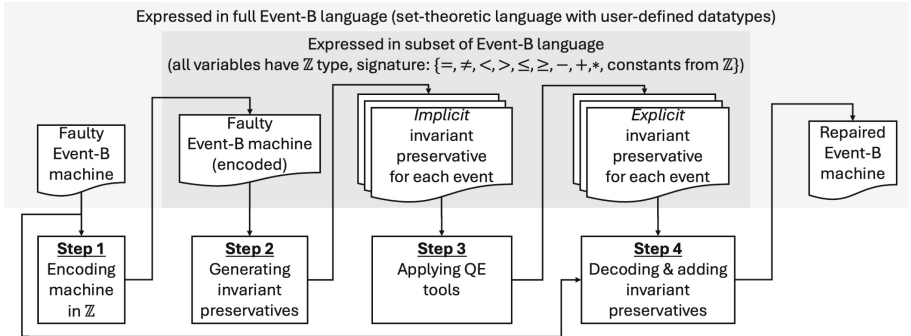 Expressed in full Event-B language (set-theoretic language with user-defined datatypes)
Expressed in subset of Event-B language
(all variables have ℤ type, signature: {=, ≠, <, >, ≤, ≥, −, +,*, constants from ℤ})
Faulty
Event-B
machine
Faulty
Event-B machine
(encoded)
Implicit
invariant
preservative
for each event
Explicit
invariant
preservative
for each event
Repaired
Event-B
machine
Step 1
Encoding
machine
in ℤ
Step 2
Generating
invariant
preservatives
Step 3
Applying QE
tools
Step 4
Decoding & adding
invariant
preservatives